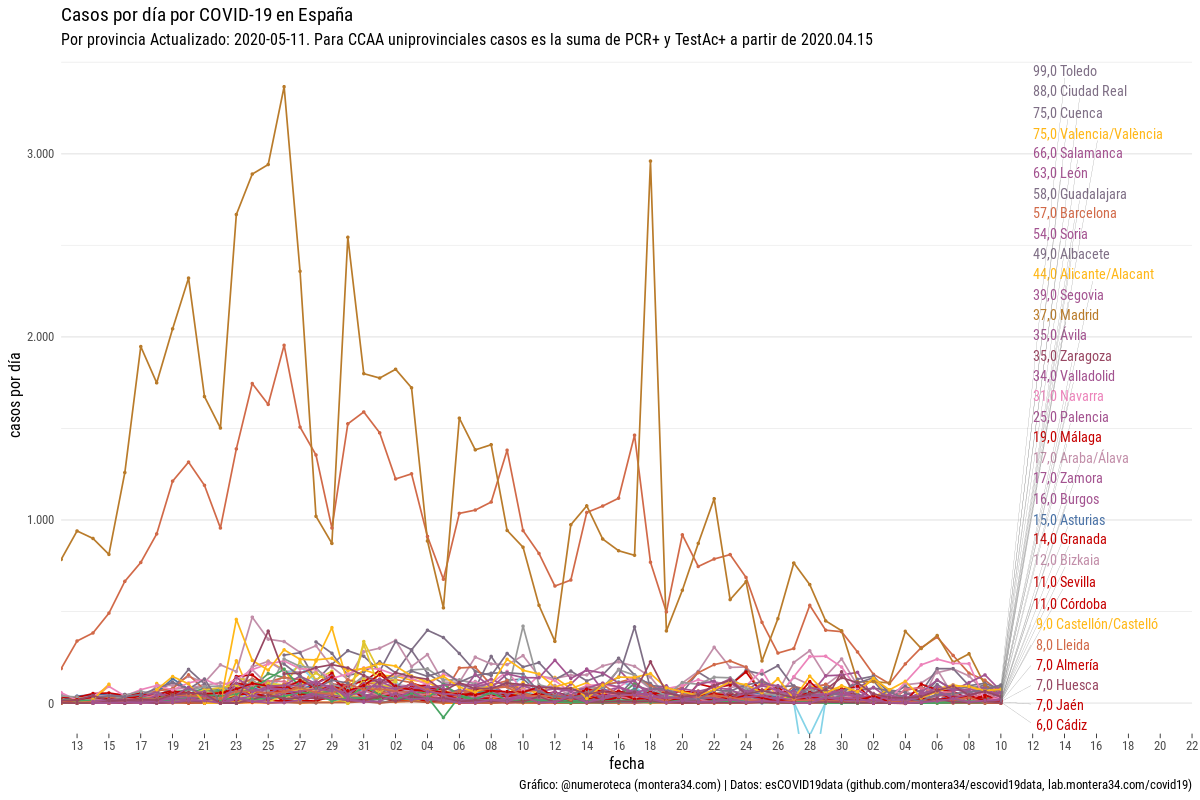 Casos por día por COVID-19 en España
Por provincia Actualizado: 2020-05-11. Para CCAA uniprovinciales casos es la suma de PCR+ y TestAc+ a partir de 2020.04.15
casos por día
3.000
2.000
1.000
0
99,0 Toledo
88,0 Ciudad Real
75,0 Cuenca
75,0 Valencia/València
66,0 Salamanca
63,0 León
58,0 Guadalajara
57,0 Barcelona
54,0 Soria
49,0 Albacete
44,0 Alicante/Alacant
39,0 Segovia
37,0 Madrid
35,0 Ávila
35,0 Zaragoza
34,0 Valladolid
31,0 Navarra
25,0 Palencia
19,0 Málaga
17,0 Araba/Álava
17,0 Zamora
16,0 Burgos
15,0 Asturias
14,0 Granada
12,0 Bizkaia
11,0 Sevilla
11,0 Córdoba
9,0 Castellón/Castelló
8,0 Lleida
7,0 Almería
7,0 Huesca
7,0 Jaén
6,0 Cádiz
13 15 17 19 21 23 25 27 29 31 02 04 06 08 10 12 14 16 18 20 22 24 26 28 30 02 04 06 08 10 12 14 16 18 20 22
fecha
Gráfico: @numeroteca (montera34.com) | Datos: esCOVID19data (github.com/montera34/escovid19data, lab.montera34.com/covid19)